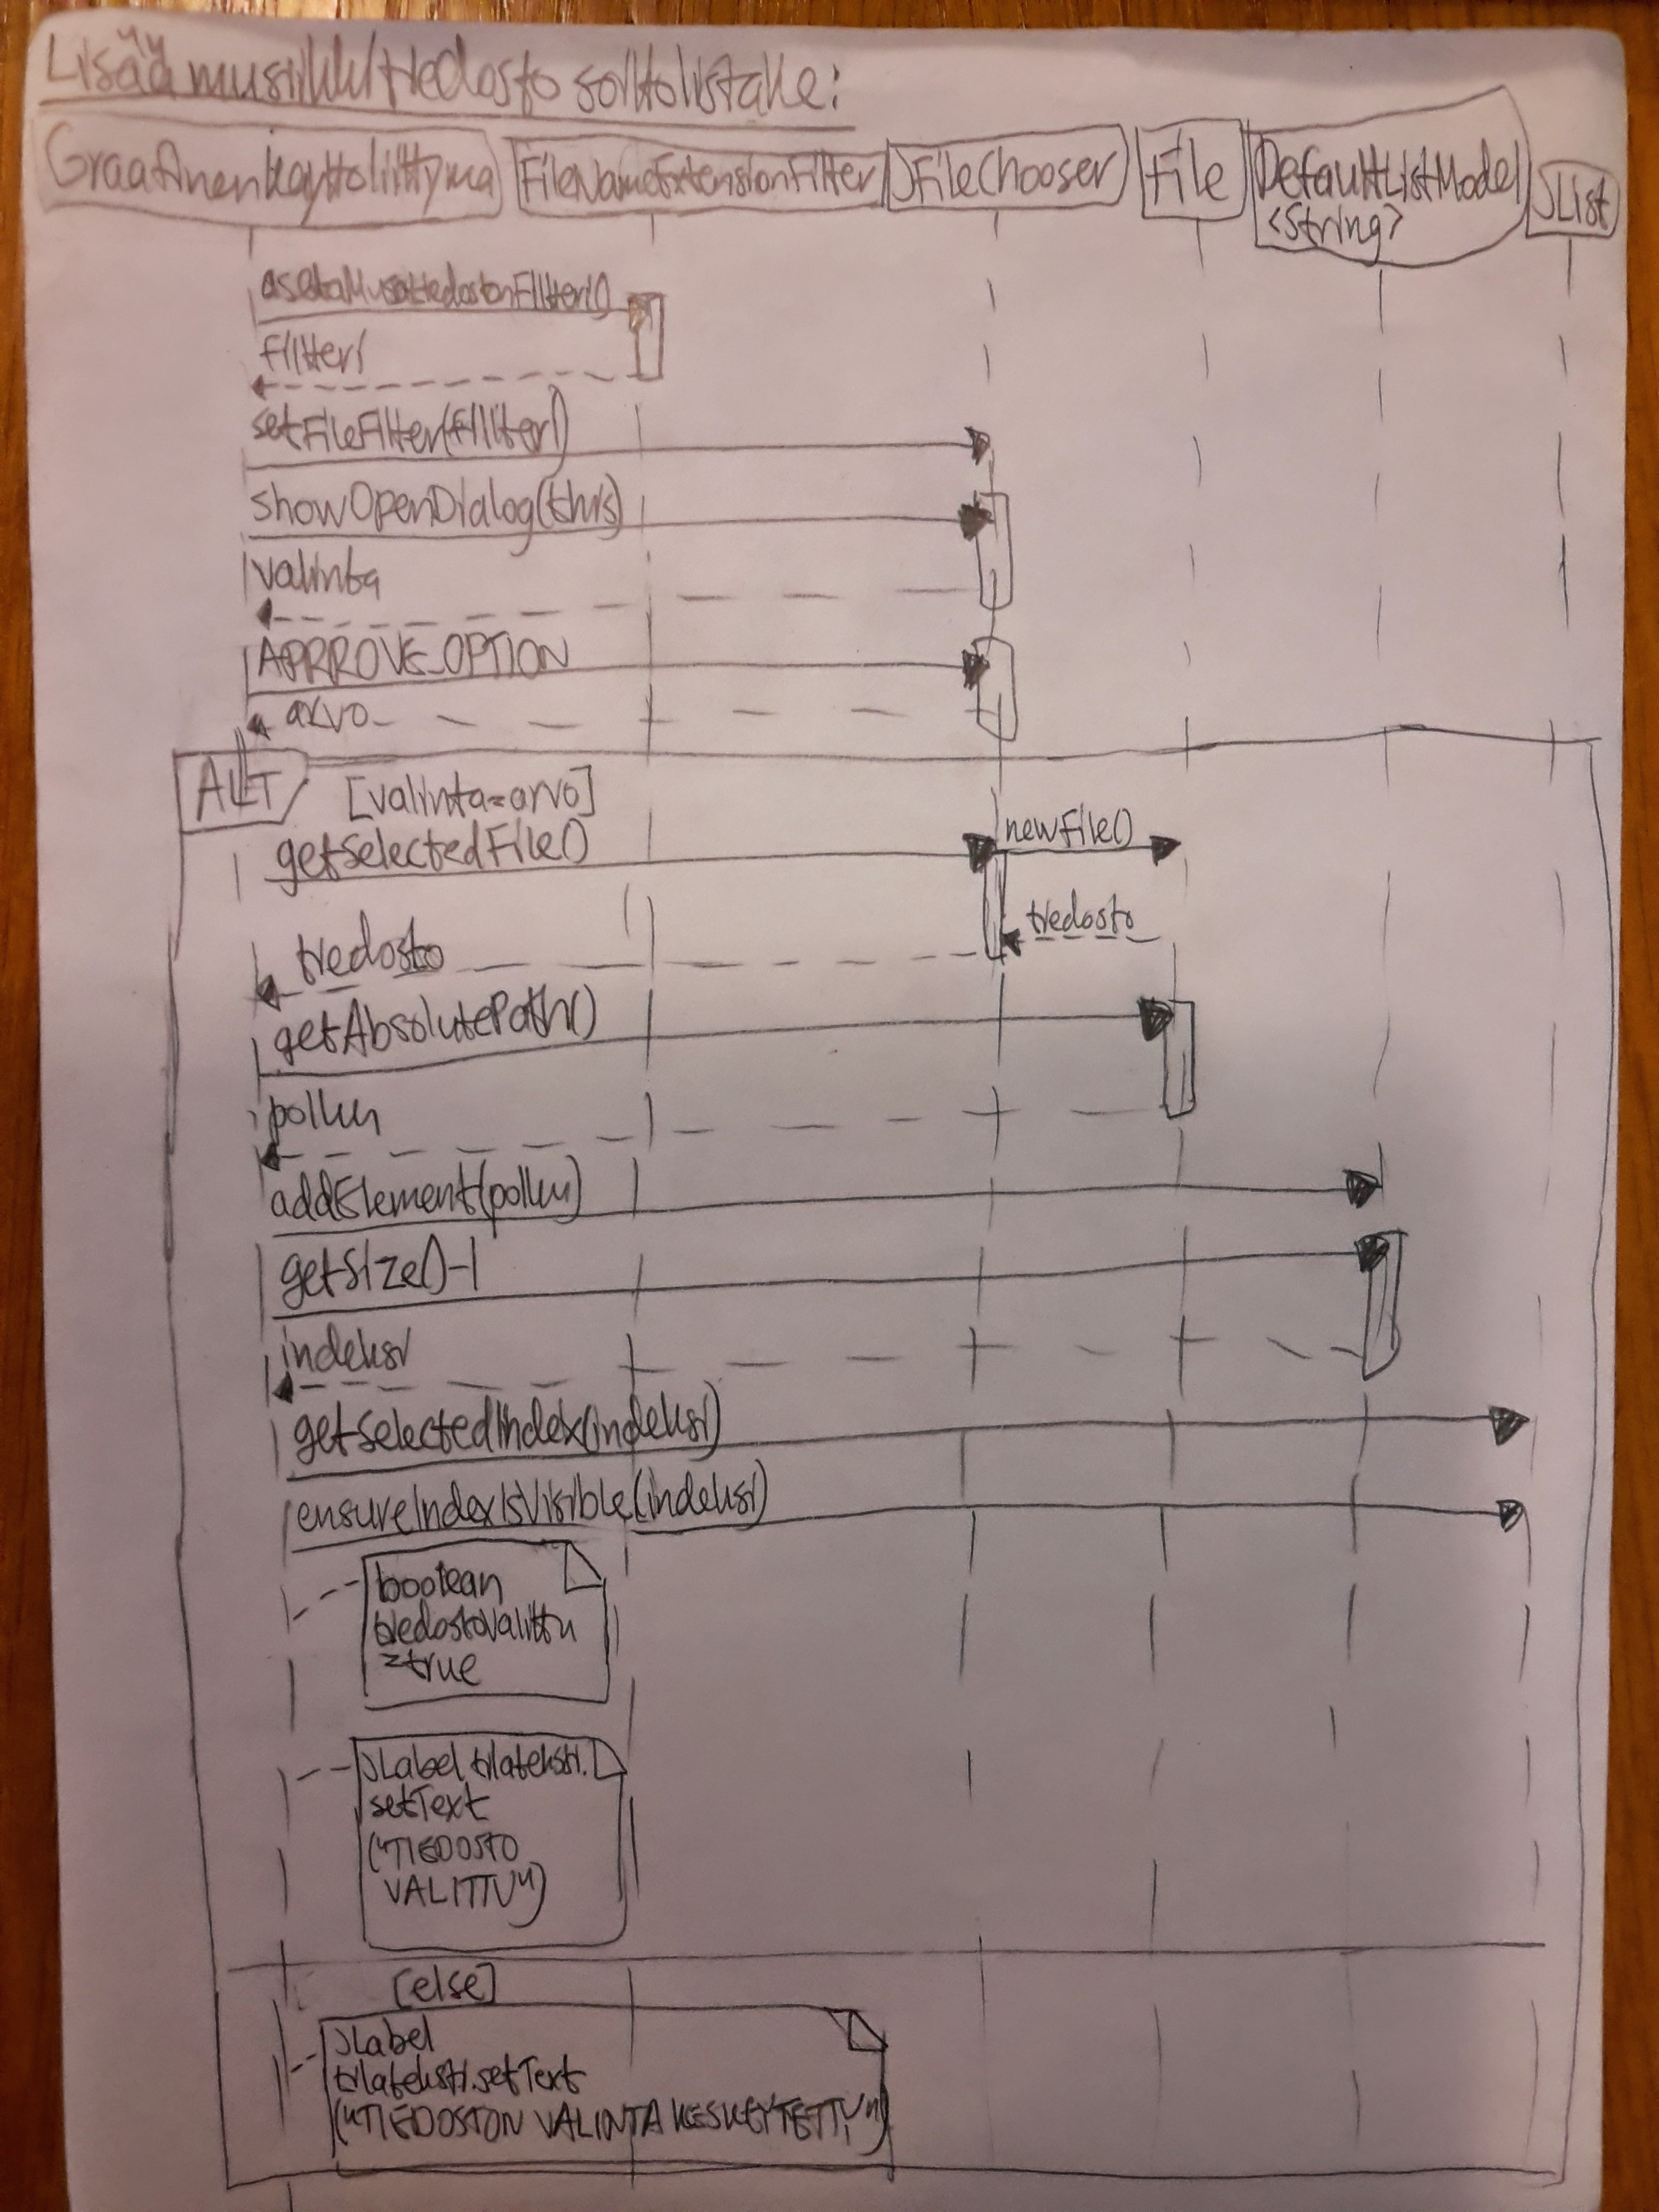 Lisää musiikkitiedosto soittolistalle:
GraafinenKayttoliittyma FileNameExtensionFilter JFileChooser File DefaultListModel JList
<String>
asetaMusatiedostonFiltteri()
filtteri
setFileFilter(filtteri)
showOpenDialog(this)
valinta
APRROVE_OPTION
arvo
ALT [valinta=arvo]
getSelectedFile() newFile()
tiedosto
tiedosto
getAbsolutePath()
polku
addElement(polku)
getSize()-1
indeksi
getSelectedIndex(indeksi)
ensureIndexIsVisible(indeksi)
boolean
tiedostoValittu
=true
JLabel tilateksti.
setText
("TIEDOSTO
VALITTU")
[else]
JLabel
tilateksti.setText
("TIEDOSTON VALINTA KESKEYTETTY")